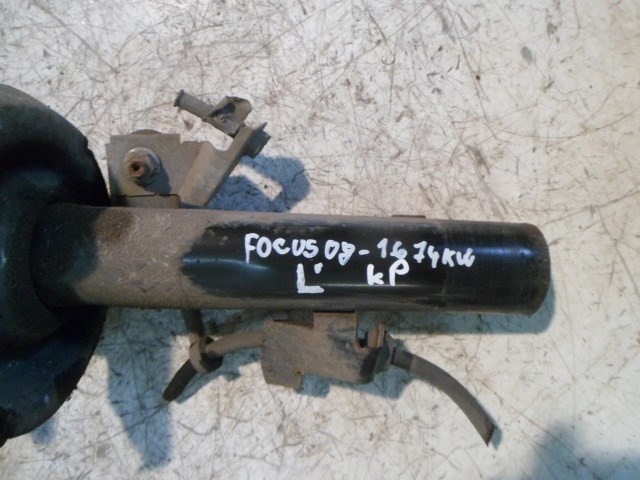 FOCUS 08 - 1.6 74KW
L' KP